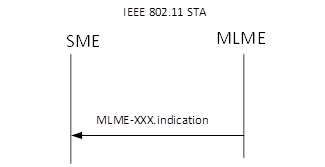 IEEE 802.11 STA
SME
MLME
MLME-XXX.indication